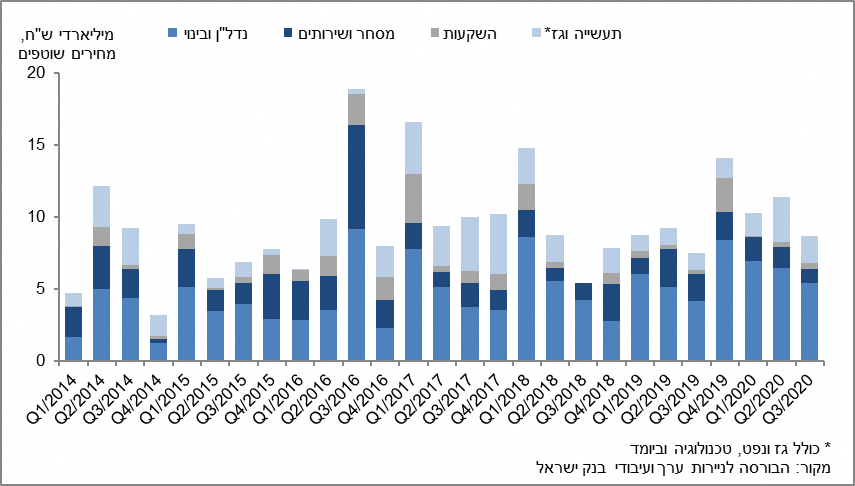 מיליארדי ש"ח,
מחירים שוטפים
נדל"ן ובינוי
מסחר ושירותים
השקעות
תעשייה וגז*
20
15
10
5
0
Q1/2014
Q2/2014
Q3/2014
Q4/2014
Q1/2015
Q2/2015
Q3/2015
Q4/2015
Q1/2016
Q2/2016
Q3/2016
Q4/2016
Q1/2017
Q2/2017
Q3/2017
Q4/2017
Q1/2018
Q2/2018
Q3/2018
Q4/2018
Q1/2019
Q2/2019
Q3/2019
Q4/2019
Q1/2020
Q2/2020
Q3/2020
* כולל גז ונפט, טכנולוגיה וביומד
מקור: הבורסה לניירות ערך ועיבודי בנק ישראל